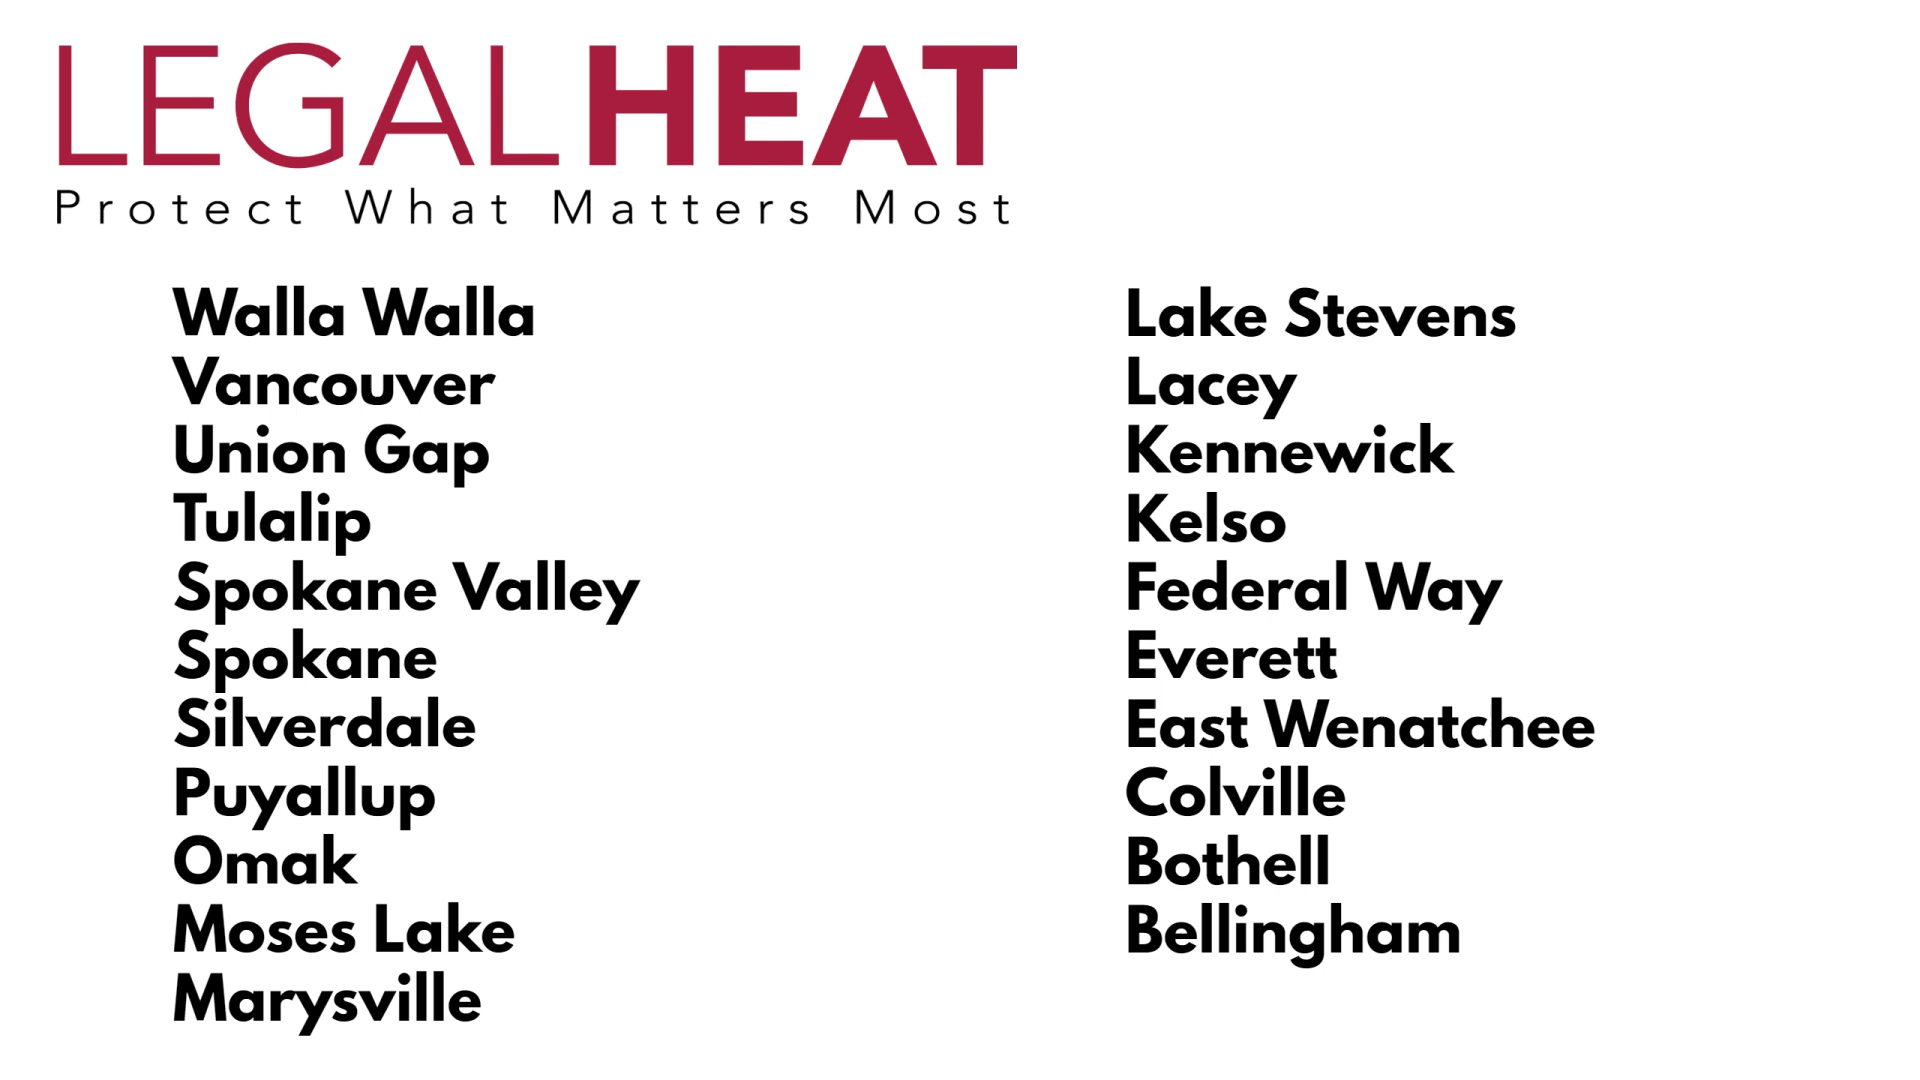 LEGALHEAT
Protect What Matters Most
Walla Walla
Vancouver
Union Gap
Tulalip
Spokane Valley
Spokane
Silverdale
Puyallup
Omak
Moses Lake
Marysville
Lake Stevens
Lacey
Kennewick
Kelso
Federal Way
Everett
East Wenatchee
Colville
Bothell
Bellingham